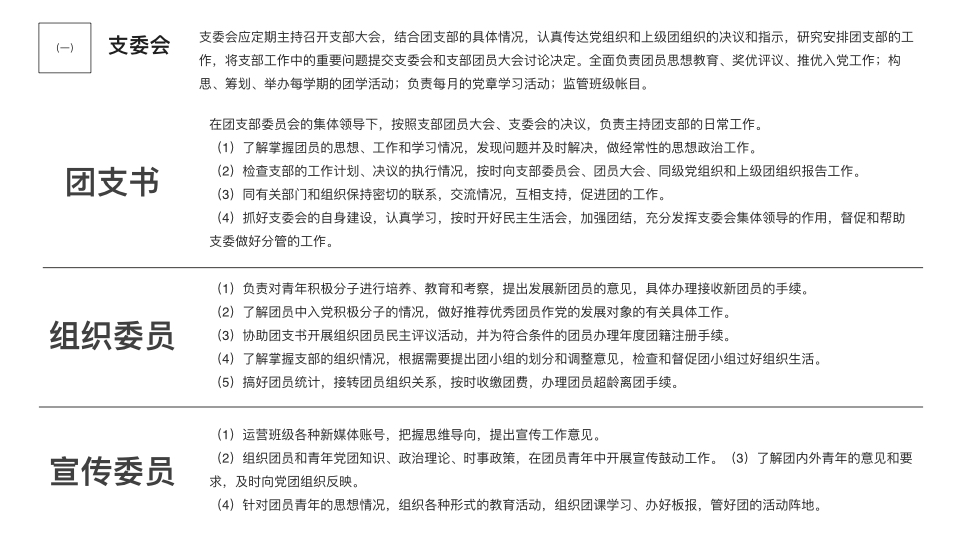 （一）
支委会
支委会应定期主持召开支部大会，结合团支部的具体情况，认真传达党组织和上级团组织的决议和指示，研究安排团支部的工
作，将支部工作中的重要问题提交支委会和支部团员大会讨论决定。全面负责团员思想教育、奖优评议、推优入党工作；构
思、筹划、举办每学期的团学活动；负责每月的党章学习活动；监管班级帐目。
团支书
在团支部委员会的集体领导下，按照支部团员大会、支委会的决议，负责主持团支部的日常工作。
（1）了解掌握团员的思想、工作和学习情况，发现问题并及时解决，做经常性的思想政治工作。
（2）检查支部的工作计划、决议的执行情况，按时向支部委员会、团员大会、同级党组织和上级团组织报告工作。
（3）同有关部门和组织保持密切的联系，交流情况，互相支持，促进团的工作。
（4）抓好支委会的自身建设，认真学习，按时开好民主生活会，加强团结，充分发挥支委会集体领导的作用，督促和帮助
支委做好分管的工作。
组织委员
（1）负责对青年积极分子进行培养、教育和考察，提出发展新团员的意见，具体办理接收新团员的手续。
（2）了解团员中入党积极分子的情况，做好推荐优秀团员作党的发展对象的有关具体工作。
（3）协助团支书开展组织团员民主评议活动，并为符合条件的团员办理年度团籍注册手续。
（4）了解掌握支部的组织情况，根据需要提出团小组的划分和调整意见，检查和督促团小组过好组织生活。
（5）搞好团员统计，接转团员组织关系，按时收缴团费，办理团员超龄离团手续。
宣传委员
（1）运营班级各种新媒体账号，把握思维导向，提出宣传工作意见。
（2）组织团员和青年党团知识、政治理论、时事政策，在团员青年中开展宣传鼓动工作。（3）了解团内外青年的意见和要
求，及时向党团组织反映。
（4）针对团员青年的思想情况，组织各种形式的教育活动，组织团课学习、办好板报，管好团的活动阵地。